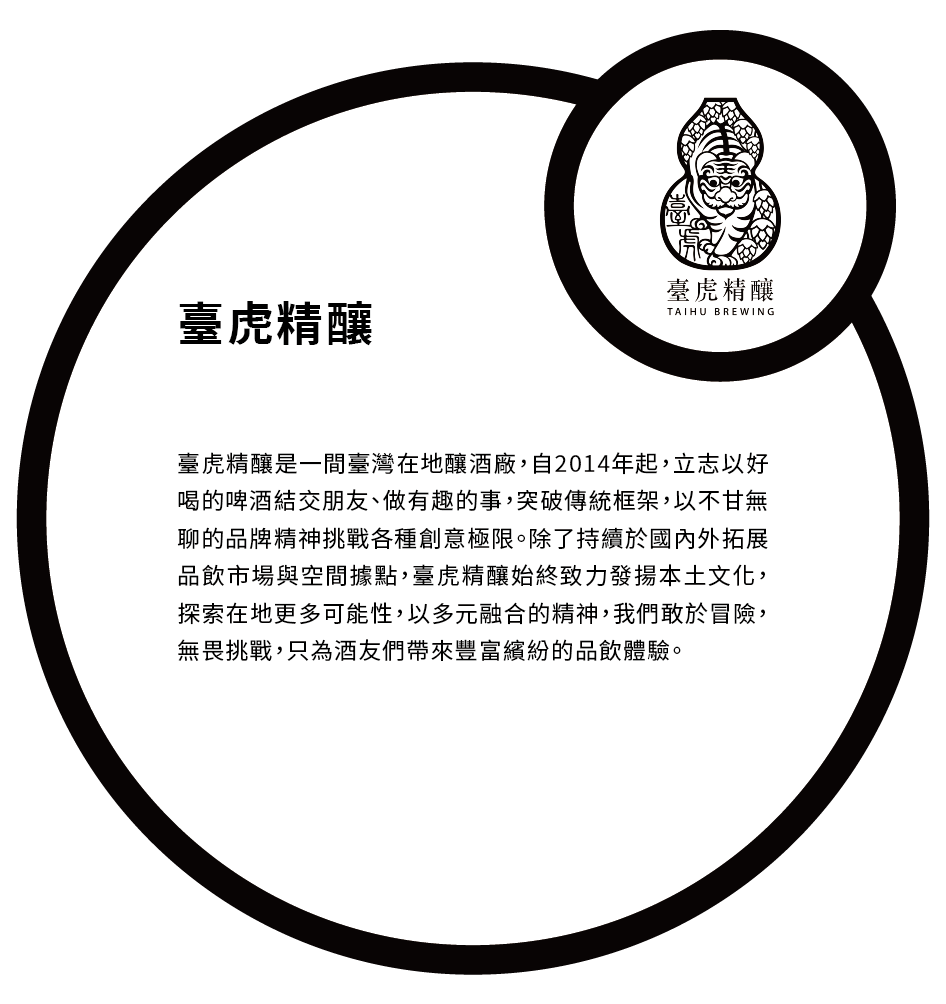 臺虎
臺虎精釀
TAIHU BREWING
臺虎精釀
臺虎精釀是一間臺灣在地釀酒廠，自2014年起，立志以好
喝的啤酒結交朋友、做有趣的事，突破傳統框架，以不甘無
聊的品牌精神挑戰各種創意極限。除了持續於國內外拓展
品飲市場與空間據點，臺虎精釀始終致力發揚本土文化，
探索在地更多可能性，以多元融合的精神，我們敢於冒險，
無畏挑戰，只為酒友們帶來豐富繽紛的品飲體驗。